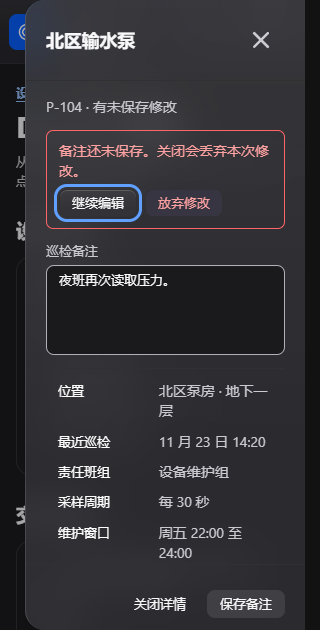 北区输水泵
P-104 · 有未保存修改
备注还未保存。关闭会丢弃本次修
改。
继续编辑
放弃修改
巡检备注
夜班再次读取压力。
位置
北区泵房 · 地下一
层
最近巡检
11 月 23 日 14:20
责任班组
设备维护组
采样周期
每 30 秒
维护窗口
周五 22:00 至
24:00
关闭详情
保存备注